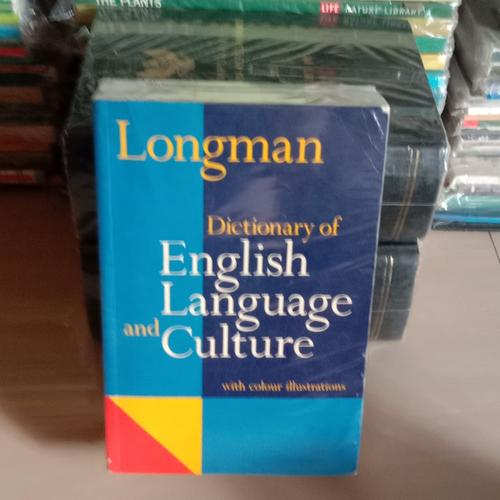 THE PLANTS
LIFE NATURE LIBRARY
Longman
Dictionary of
English
Language
and Culture
with colour illustrations